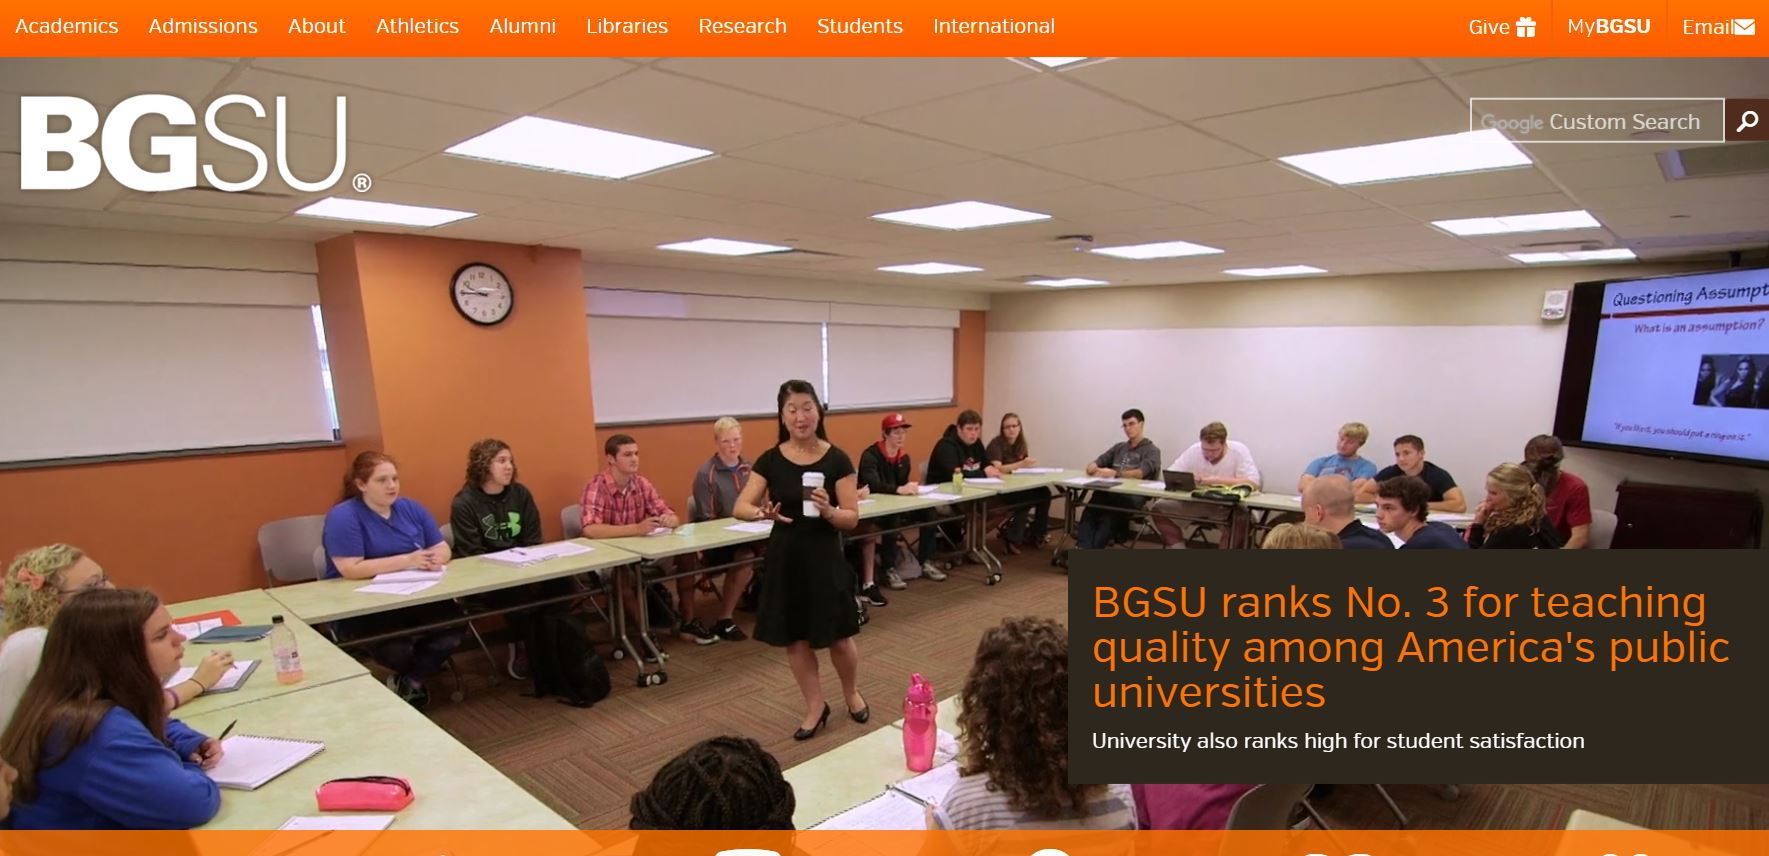 Academics Admissions About Athletics Alumni Libraries Research Students International Give MyBGSU Email
BGSU®
Google Custom Search
Questioning Assumpt
What is an assumption?
"If you like it, you should put a ring on it."
BGSU ranks No. 3 for teaching
quality among America's public
universities
University also ranks high for student satisfaction